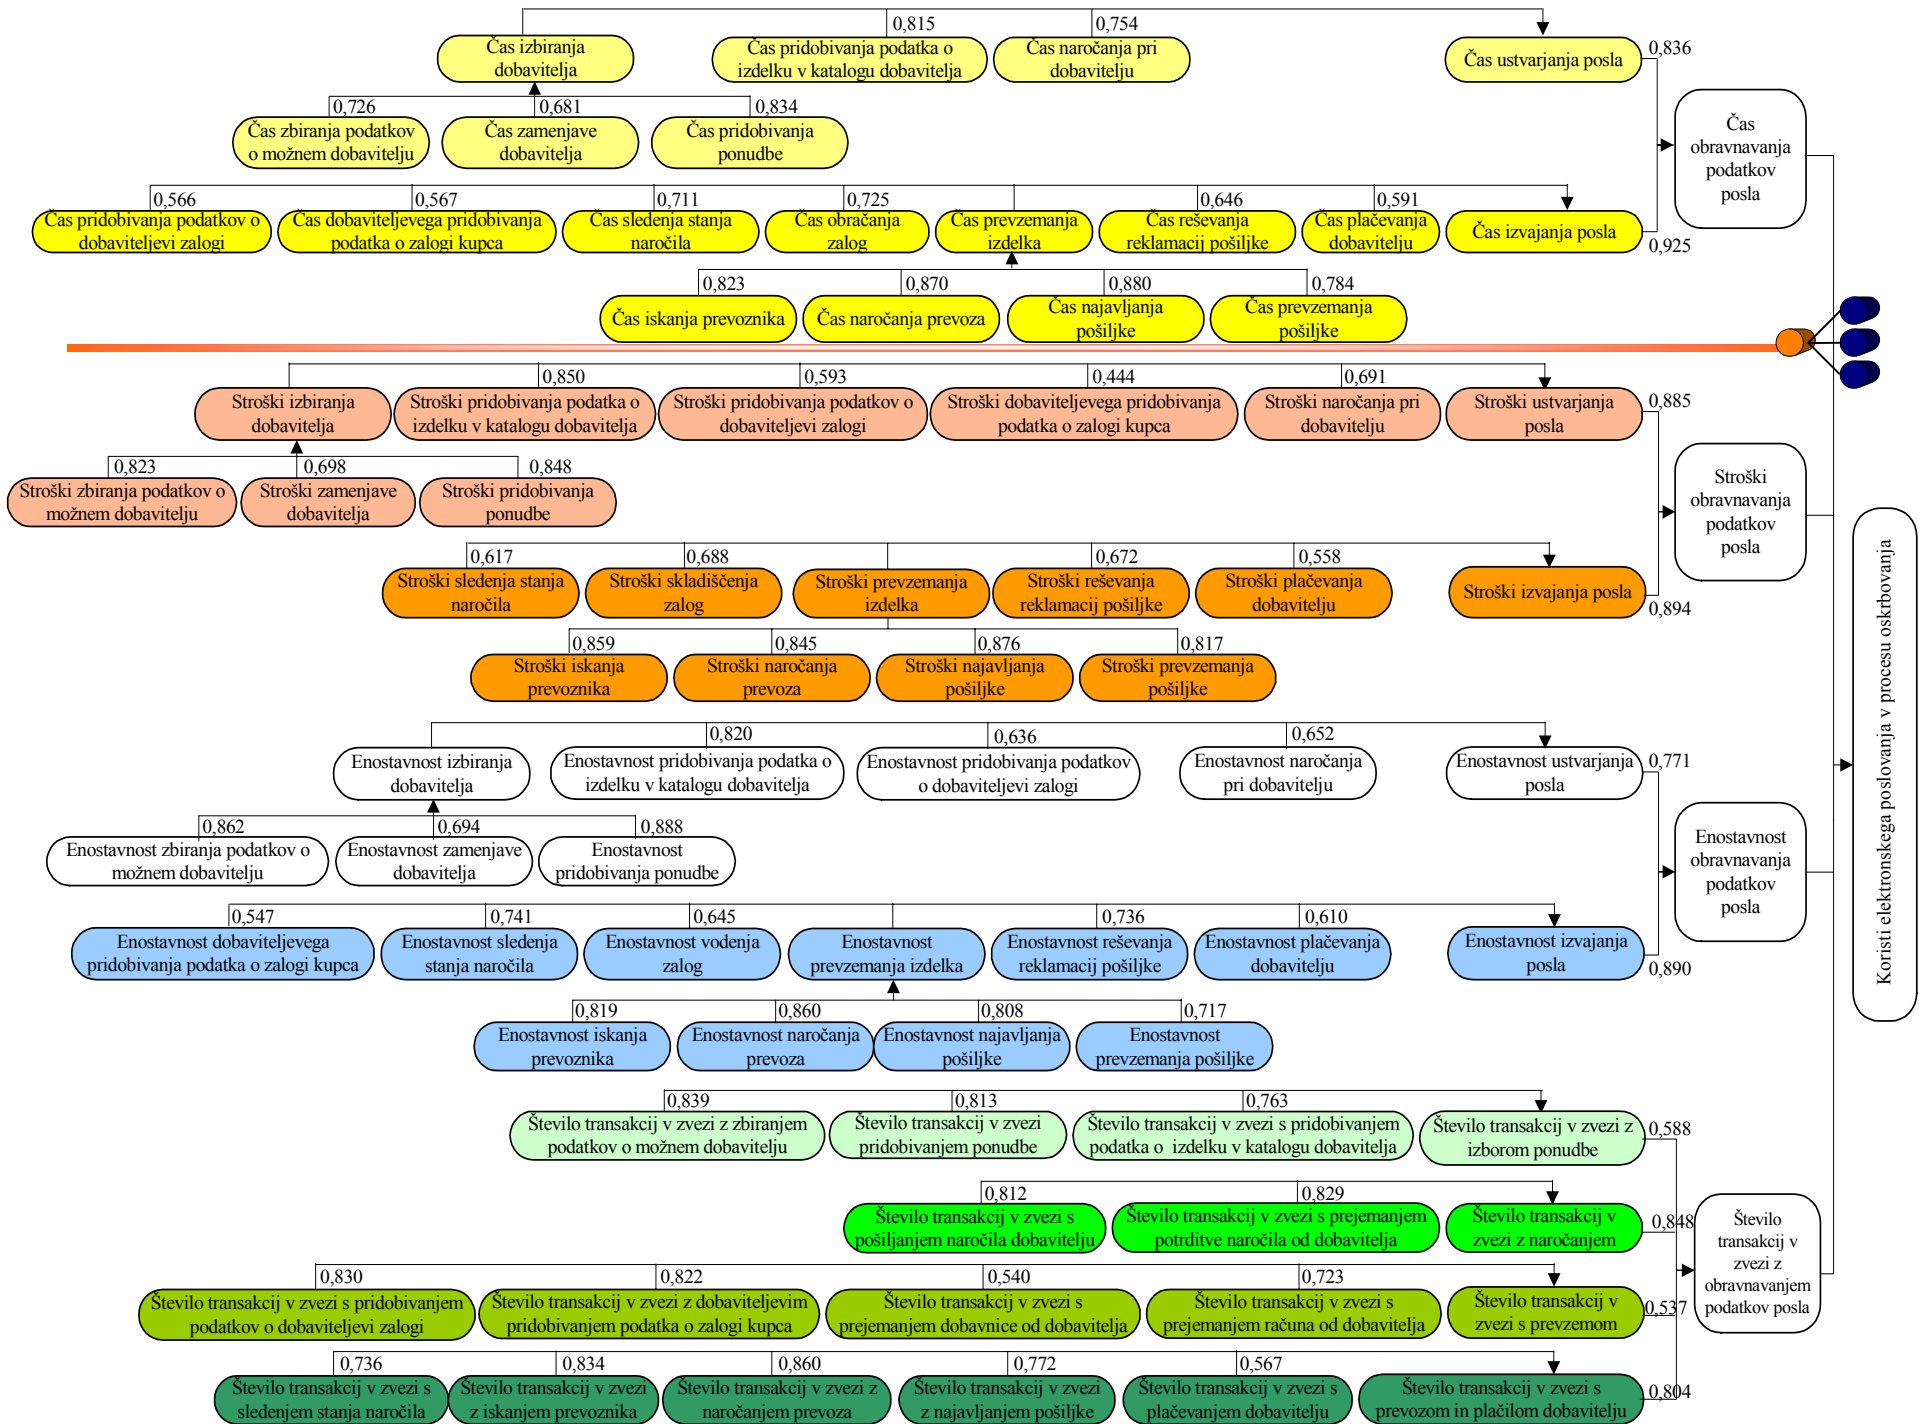 0,815
0,754
Čas izbiranja
dobavitelja
Čas pridobivanja podatka o
izdelku v katalogu dobavitelja
Čas naročanja pri
dobavitelju
Čas ustvarjanja posla
0,836
0,726
0,681
0,834
Čas zbiranja podatkov
o možnem dobavitelju
Čas zamenjave
dobavitelja
Čas pridobivanja
ponudbe
Čas
obravnavanja
podatkov
posla
0,566
0,567
0,711
0,725
0,646
0,591
Čas pridobivanja podatkov o
dobaviteljevi zalogi
Čas dobaviteljevega pridobivanja
podatka o zalogi kupca
Čas sledenja stanja
naročila
Čas obračanja
zalog
Čas prevzemanja
izdelka
Čas reševanja
reklamacij pošiljke
Čas plačevanja
dobavitelju
Čas izvajanja posla
0,925
0,823
0,870
0,880
0,784
Čas iskanja prevoznika
Čas naročanja prevoza
Čas najavljanja
pošiljke
Čas prevzemanja
pošiljke
0,850
0,593
0,444
0,691
Stroški izbiranja
dobavitelja
Stroški pridobivanja podatka o
izdelku v katalogu dobavitelja
Stroški pridobivanja podatkov o
dobaviteljevi zalogi
Stroški dobaviteljevega pridobivanja
podatka o zalogi kupca
Stroški naročanja pri
dobavitelju
Stroški ustvarjanja
posla
0,885
0,823
0,698
0,848
Stroški zbiranja podatkov o
možnem dobavitelju
Stroški zamenjave
dobavitelja
Stroški pridobivanja
ponudbe
Stroški
obravnavanja
podatkov
posla
0,617
0,688
0,672
0,558
Stroški sledenja stanja
naročila
Stroški skladiščenja
zalog
Stroški prevzemanja
izdelka
Stroški reševanja
reklamacij pošiljke
Stroški plačevanja
dobavitelju
Stroški izvajanja posla
0,894
0,859
0,845
0,876
0,817
Stroški iskanja
prevoznika
Stroški naročanja
prevoza
Stroški najavljanja
pošiljke
Stroški prevzemanja
pošiljke
Koristi elektronskega poslovanja v procesu oskrbovanja
0,820
0,636
0,652
Enostavnost izbiranja
dobavitelja
Enostavnost pridobivanja podatka o
izdelku v katalogu dobavitelja
Enostavnost pridobivanja podatkov
o dobaviteljevi zalogi
Enostavnost naročanja
pri dobavitelju
Enostavnost ustvarjanja
posla
0,771
0,862
0,694
0,888
Enostavnost zbiranja podatkov o
možnem dobavitelju
Enostavnost zamenjave
dobavitelja
Enostavnost
pridobivanja ponudbe
Enostavnost
obravnavanja
podatkov
posla
0,547
0,741
0,645
0,736
0,610
Enostavnost dobaviteljevega
pridobivanja podatka o zalogi kupca
Enostavnost sledenja
stanja naročila
Enostavnost vodenja
zalog
Enostavnost
prevzemanja izdelka
Enostavnost reševanja
reklamacij pošiljke
Enostavnost plačevanja
dobavitelju
Enostavnost izvajanja
posla
0,890
0,819
0,860
0,808
0,717
Enostavnost iskanja
prevoznika
Enostavnost naročanja
prevoza
Enostavnost najavljanja
pošiljke
Enostavnost
prevzemanja pošiljke
0,839
0,813
0,763
Število transakcij v zvezi z zbiranjem
podatkov o možnem dobavitelju
Število transakcij v zvezi
pridobivanjem ponudbe
Število transakcij v zvezi s pridobivanjem
podatka o izdelku v katalogu dobavitelja
Število transakcij v zvezi z
izborom ponudbe
0,588
0,812
0,829
Število transakcij v zvezi s
pošiljanjem naročila dobavitelju
Število transakcij v zvezi s prejemanjem
potrditve naročila od dobavitelja
Število transakcij v
zvezi z naročanjem
0,848
Število
transakcij v
zvezi z
obravnavanjem
podatkov posla
0,830
0,822
0,540
0,723
Število transakcij v zvezi s pridobivanjem
podatkov o dobaviteljevi zalogi
Število transakcij v zvezi z dobaviteljevim
pridobivanjem podatka o zalogi kupca
Število transakcij v zvezi s
prejemanjem dobavnice od dobavitelja
Število transakcij v zvezi s
prejemanjem računa od dobavitelja
Število transakcij v
zvezi s prevzemom
0,537
0,736
0,834
0,860
0,772
0,567
Število transakcij v zvezi s
sledenjem stanja naročila
Število transakcij v zvezi
z iskanjem prevoznika
Število transakcij v zvezi z
naročanjem prevoza
Število transakcij v zvezi
z najavljanjem pošiljke
Število transakcij v zvezi s
plačevanjem dobavitelju
Število transakcij v zvezi s
prevozom in plačilom dobavitelju
0,804